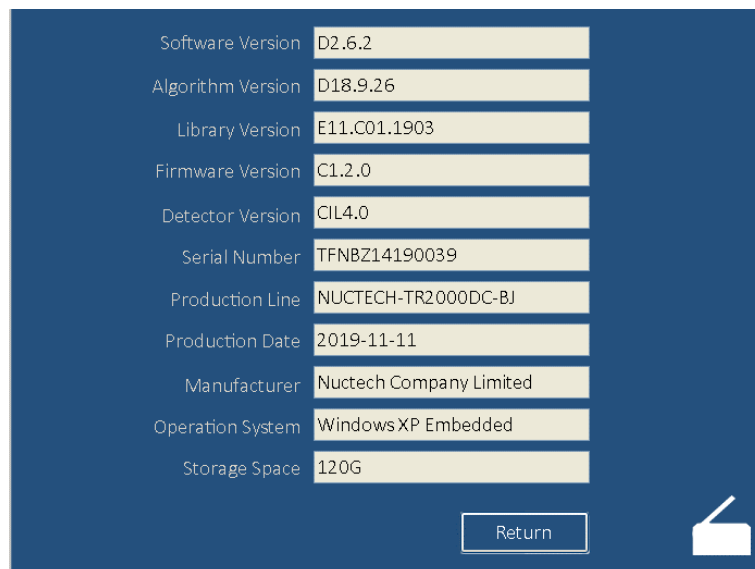 Software Version D2.6.2
Algorithm Version D18.9.26
Library Version E11.C01.1903
Firmware Version C1.2.0
Detector Version CIL4.0
Serial Number TFNBZ14190039
Production Line NUCTECH-TR2000DC-BJ
Production Date 2019-11-11
Manufacturer Nuctech Company Limited
Operation System Windows XP Embedded
Storage Space 120G
Return